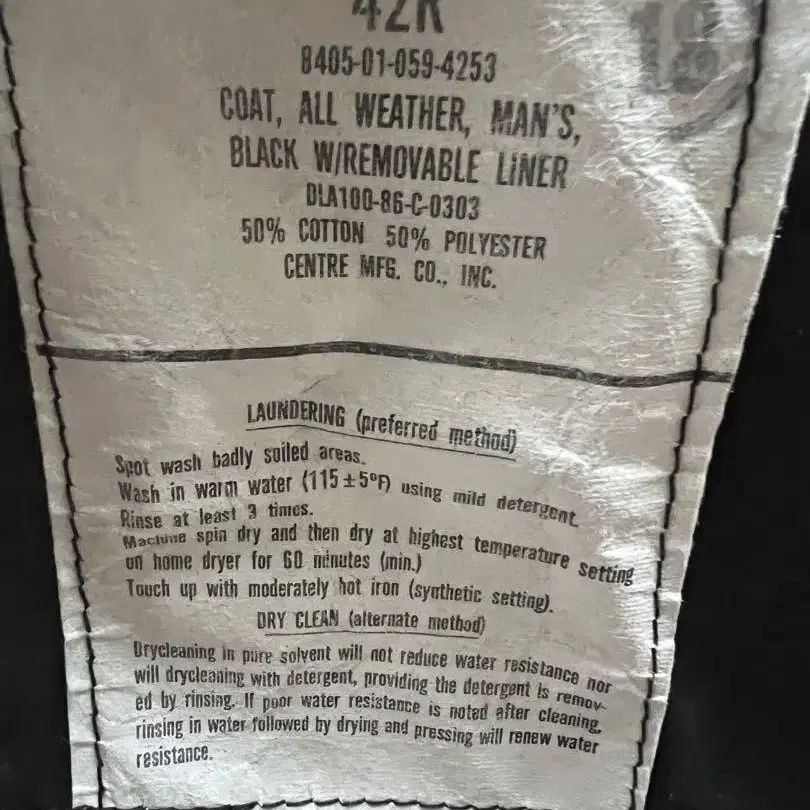 42R
8405-01-059-4253
COAT, ALL WEATHER, MAN'S,
BLACK W/REMOVABLE LINER
DLA100-86-C-0303
50% COTTON 50% POLYESTER
CENTRE MFG. CO., INC.
LAUNDERING (preferred method)
Spot wash badly soiled areas.
Wash in warm water (115±5°F) using mild detergent.
Rinse at least 3 times.
Machine spin dry and then dry at highest temperature setting
on home dryer for 60 minutes (min.)
Touch up with moderately hot iron (synthetic setting).
DRY CLEAN (alternate method)
Drycleaning in pure solvent will not reduce water resistance nor
will drycleaning with detergent, providing the detergent is remov-
ed by rinsing. If poor water resistance is noted after cleaning,
rinsing in water followed by drying and pressing will renew water
resistance.